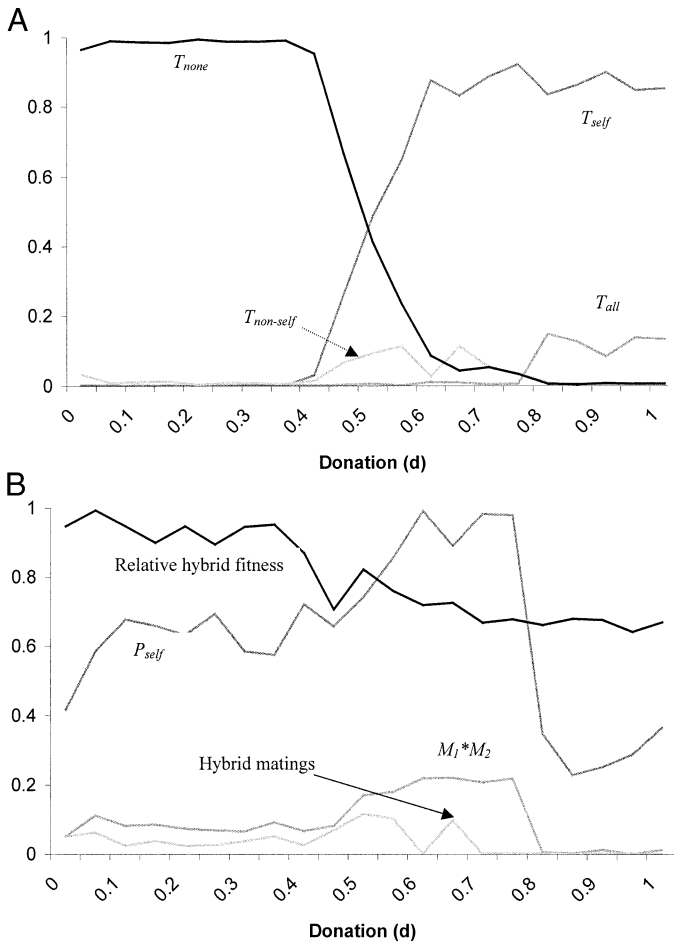 A
1
T_none
0.8
T_self
0.6
0.4
T_all
T_non-self
0.2
0
0 0.1 0.2 0.3 0.4 0.5 0.6 0.7 0.8 0.9 1
Donation (d)
B
1
Relative hybrid fitness
0.8
P_self
0.6
0.4
M_1*M_2
Hybrid matings
0.2
0
0 0.1 0.2 0.3 0.4 0.5 0.6 0.7 0.8 0.9 1
Donation (d)